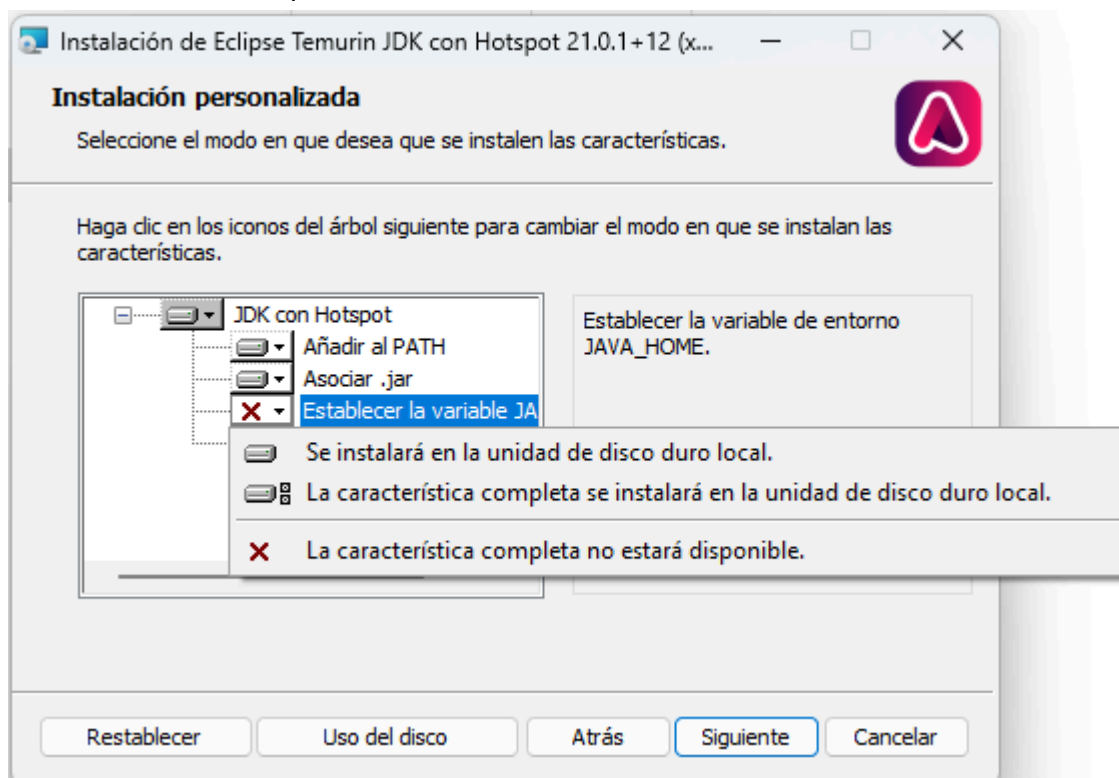 Instalación de Eclipse Temurin JDK con Hotspot 21.0.1+12 (x...
Instalación personalizada
Seleccione el modo en que desea que se instalen las características.
Haga clic en los iconos del árbol siguiente para cambiar el modo en que se instalan las
características.
JDK con Hotspot
Añadir al PATH
Asociar .jar
Establecer la variable JA
Establecer la variable de entorno
JAVA_HOME.
Se instalará en la unidad de disco duro local.
La característica completa se instalará en la unidad de disco duro local.
La característica completa no estará disponible.
Restablecer
Uso del disco
Atrás
Siguiente
Cancelar